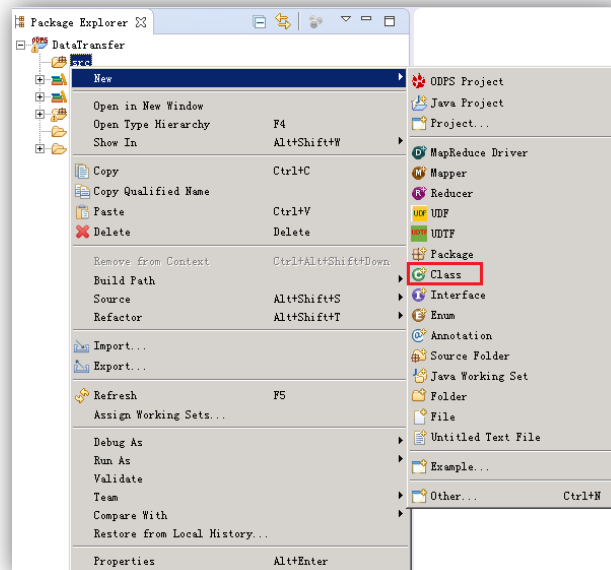 Package Explorer
DataTransfer
src
New
Open in New Window
Open Type Hierarchy F4
Show In Alt+Shift+W
Copy Ctrl+C
Copy Qualified Name
Paste Ctrl+V
Delete Delete
Remove from Context Ctrl+Alt+Shift+Down
Build Path
Source Alt+Shift+S
Refactor Alt+Shift+T
Import...
Export...
Refresh F5
Assign Working Sets...
Debug As
Run As
Validate
Team
Compare With
Restore from Local History...
Properties Alt+Enter
ODPS Project
Java Project
Project...
MapReduce Driver
Mapper
Reducer
UDF UDF
UDTF UDTF
Package
Class
Interface
Enum
Annotation
Source Folder
Java Working Set
Folder
File
Untitled Text File
Example...
Other... Ctrl+N